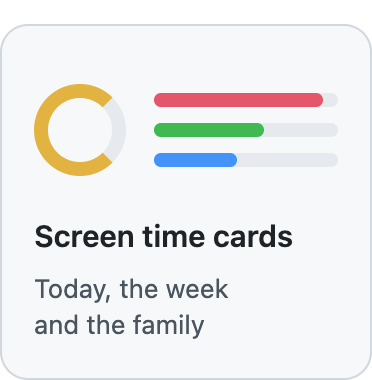 Screen time cards
Today, the week
and the family